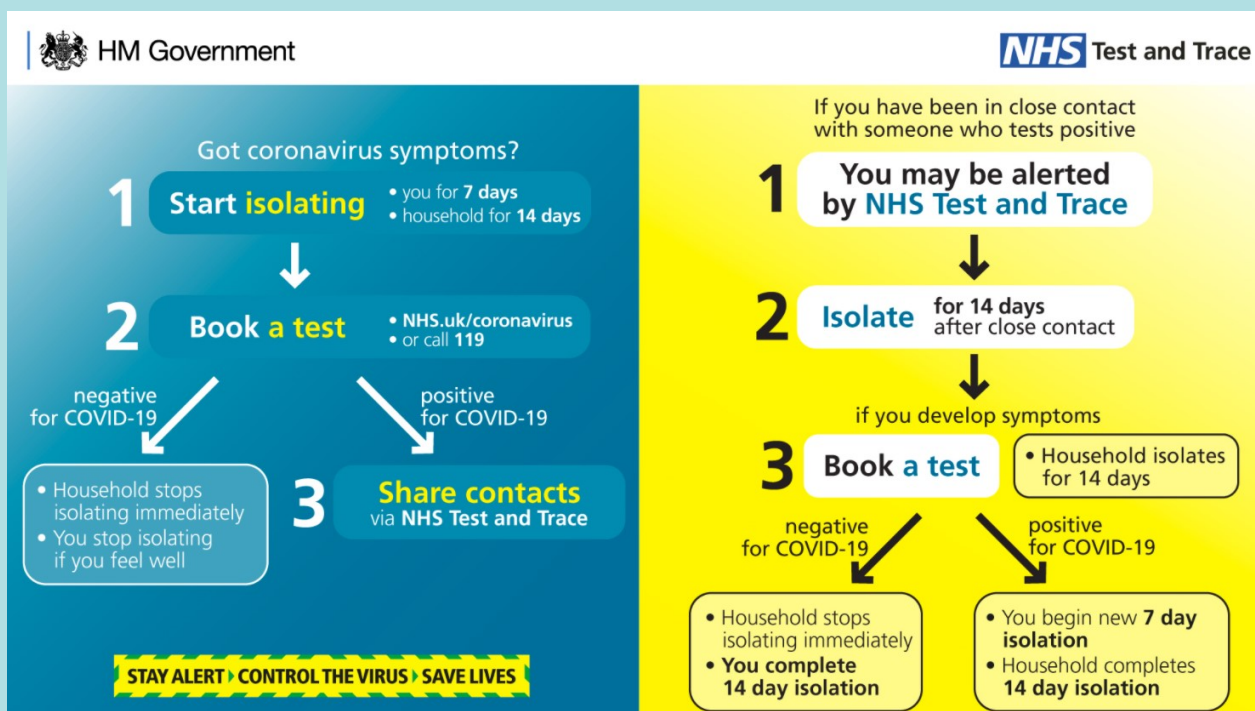 HM Government
NHS Test and Trace
Got coronavirus symptoms?
1
Start isolating
• you for 7 days
• household for 14 days
2
Book a test
• NHS.uk/coronavirus
• or call 119
negative
for COVID-19
positive
for COVID-19
• Household stops
isolating immediately
• You stop isolating
if you feel well
3
Share contacts
via NHS Test and Trace
STAY ALERT CONTROL THE VIRUS SAVE LIVES
If you have been in close contact
with someone who tests positive
1
You may be alerted
by NHS Test and Trace
2
Isolate
for 14 days
after close contact
if you develop symptoms
3
Book a test
• Household isolates
for 14 days
negative
for COVID-19
positive
for COVID-19
• Household stops
isolating immediately
• You complete
14 day isolation
• You begin new 7 day
isolation
• Household completes
14 day isolation